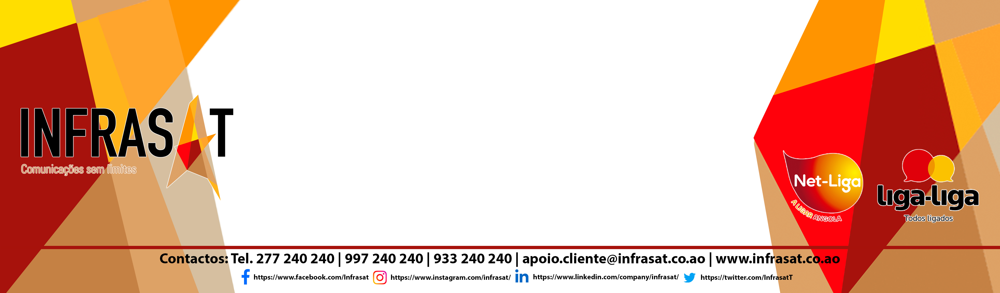 INFRASAT
Comunicações sem limites
Net-Liga
A LIGAR ANGOLA
lıga-lıga
Todos ligados
Contactos: Tel. 277 240 240 | 997 240 240 | 933 240 240 | apoio.cliente@infrasat.co.ao | www.infrasat.co.ao
https://www.facebook.com/Infrasat https://www.instagram.com/infrasat/ https://www.linkedin.com/company/infrasat/ https://twitter.com/InfrasatT